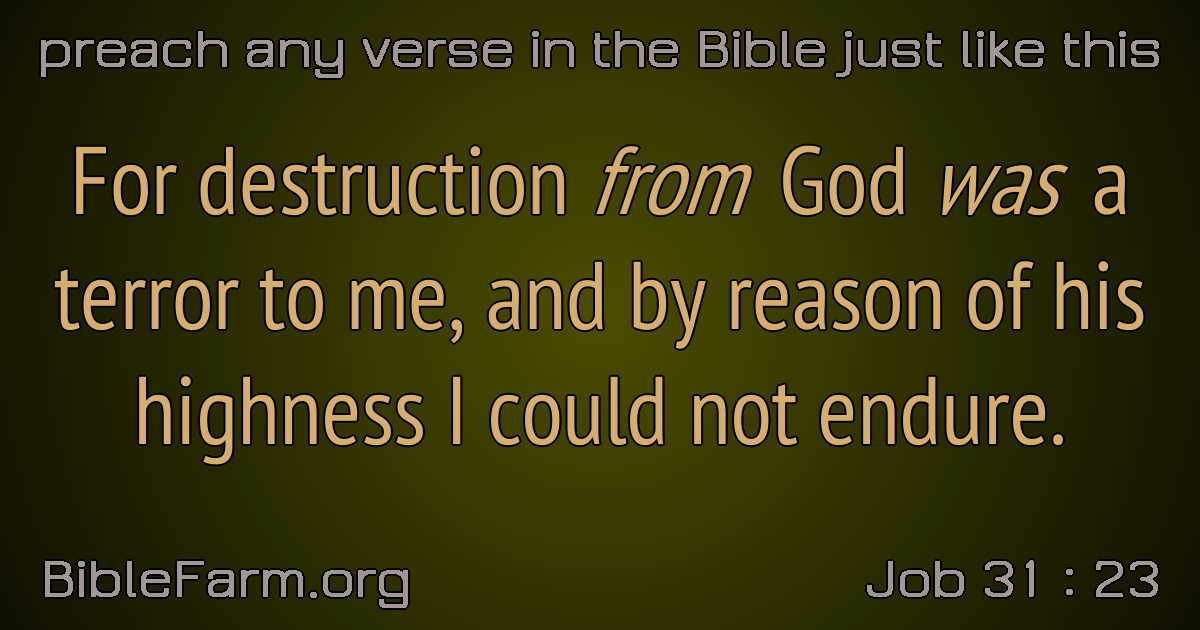 preach any verse in the Bible just like this
For destruction from God was a
terror to me, and by reason of his
highness I could not endure.
BibleFarm.org
Job 31 : 23